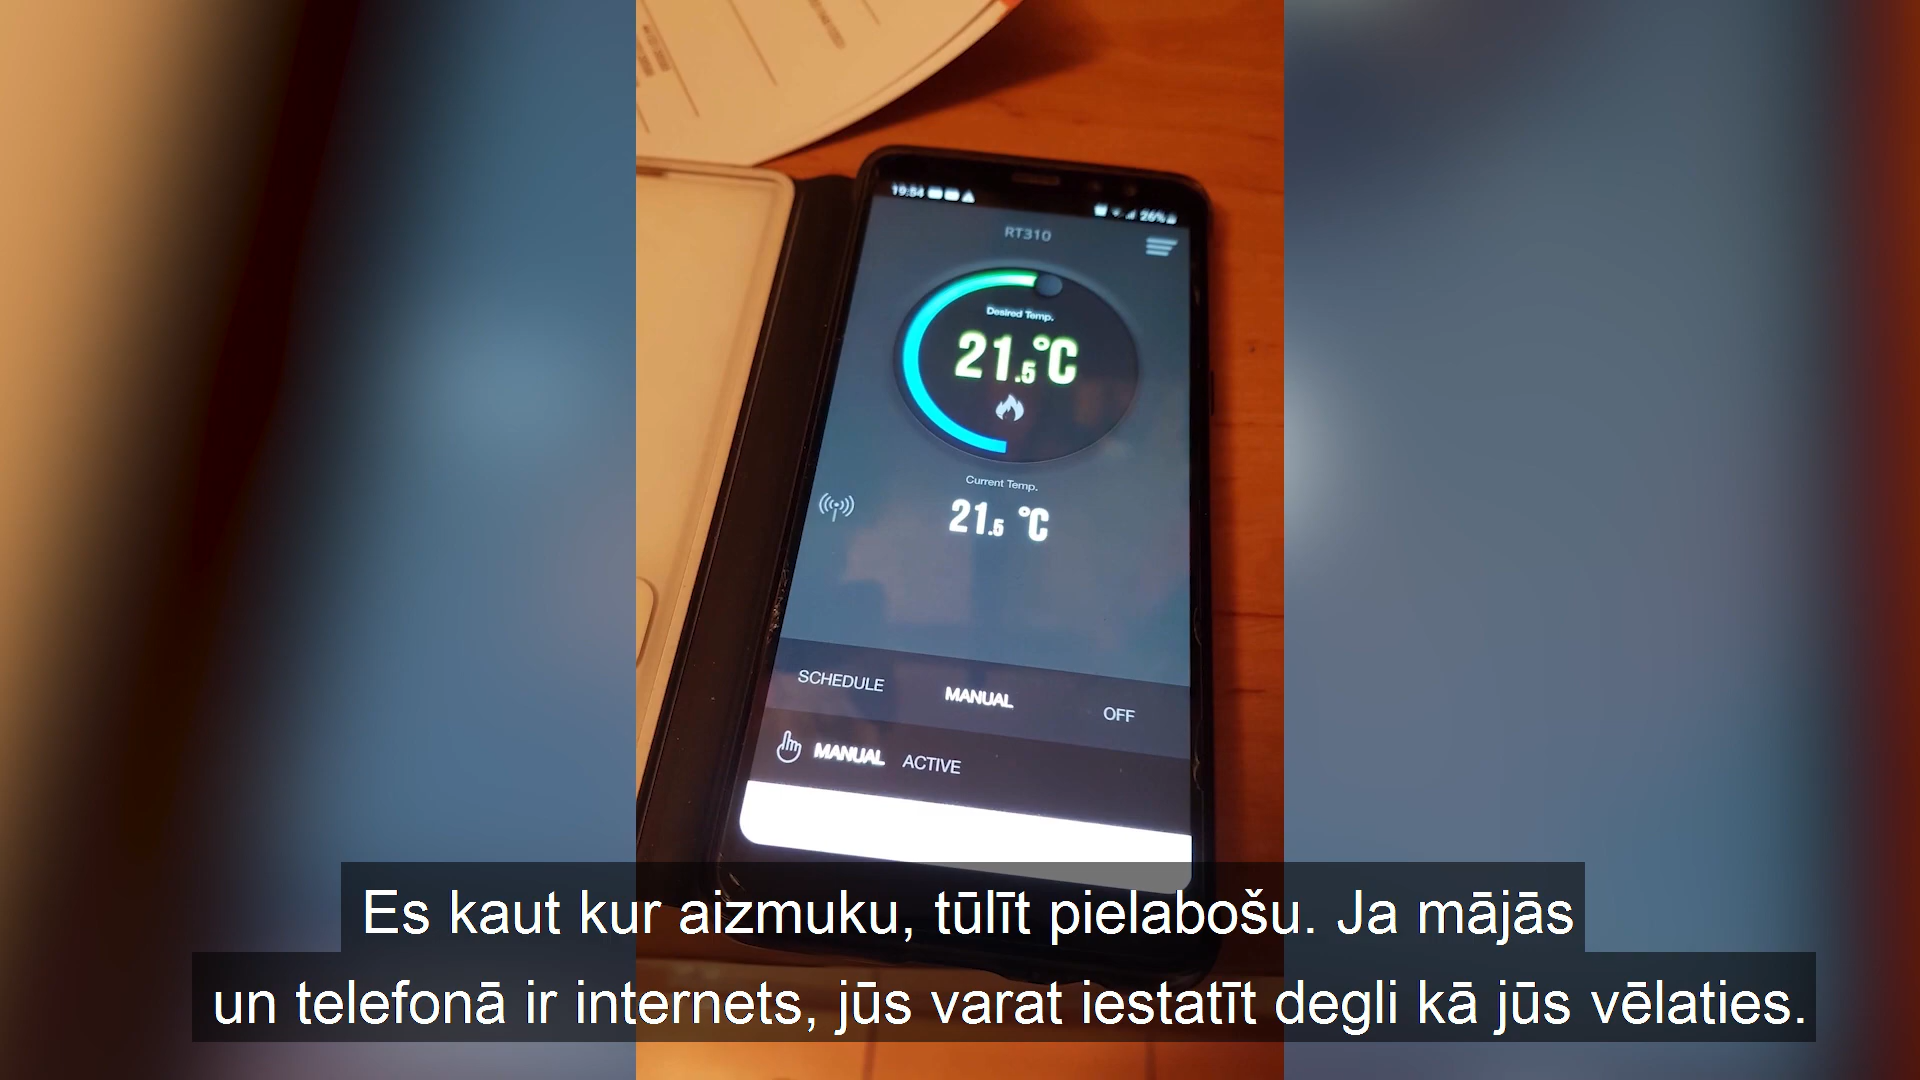 19:54
26%
RT310
Desired Temp.
21.5°C
Current Temp.
21.5 °C
SCHEDULE MANUAL OFF
MANUAL ACTIVE
Es kaut kur aizmuku, tūlīt pielabošu. Ja mājās
un telefonā ir internets, jūs varat iestatīt degli kā jūs vēlaties.